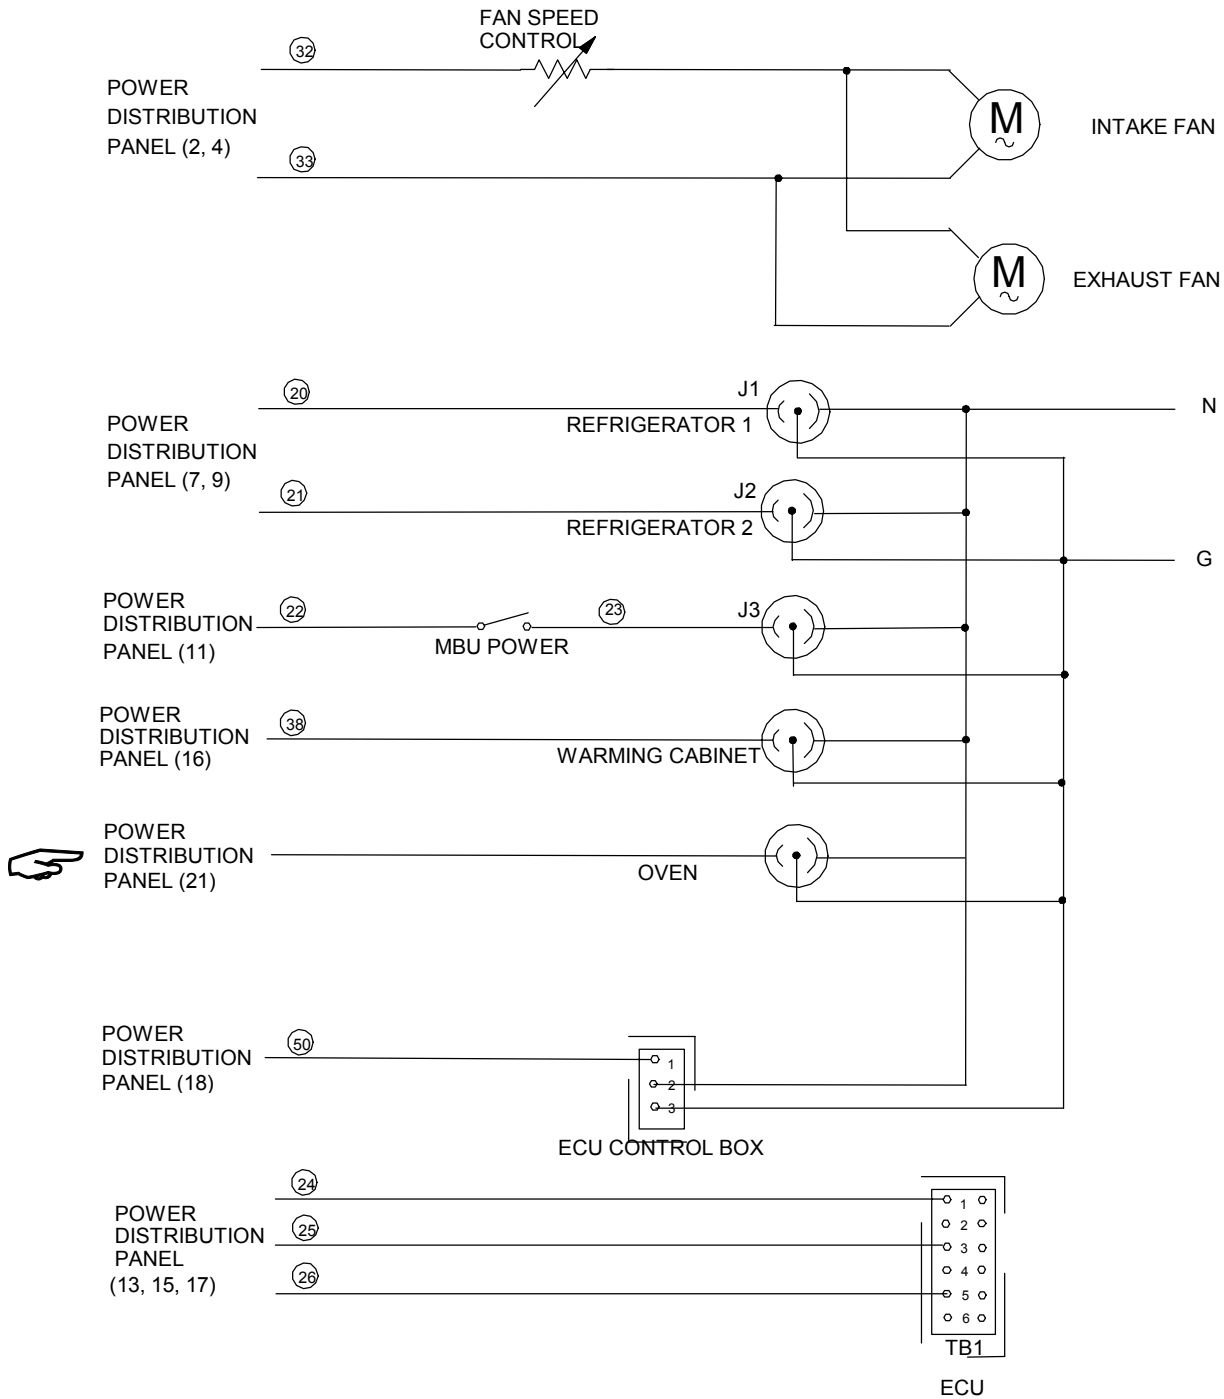 FAN SPEED
CONTROL
32
POWER
DISTRIBUTION
PANEL (2, 4)
33
M
INTAKE FAN
M
EXHAUST FAN
20
J1
N
REFRIGERATOR 1
POWER
DISTRIBUTION
PANEL (7, 9)
21
J2
REFRIGERATOR 2
G
POWER
DISTRIBUTION
PANEL (11)
22
23
J3
MBU POWER
POWER
DISTRIBUTION
PANEL (16)
38
WARMING CABINET
POWER
DISTRIBUTION
PANEL (21)
OVEN
POWER
DISTRIBUTION
PANEL (18)
50
1
2
3
ECU CONTROL BOX
24
POWER
DISTRIBUTION
PANEL
(13, 15, 17)
25
26
1
2
3
4
5
6
TB1
ECU